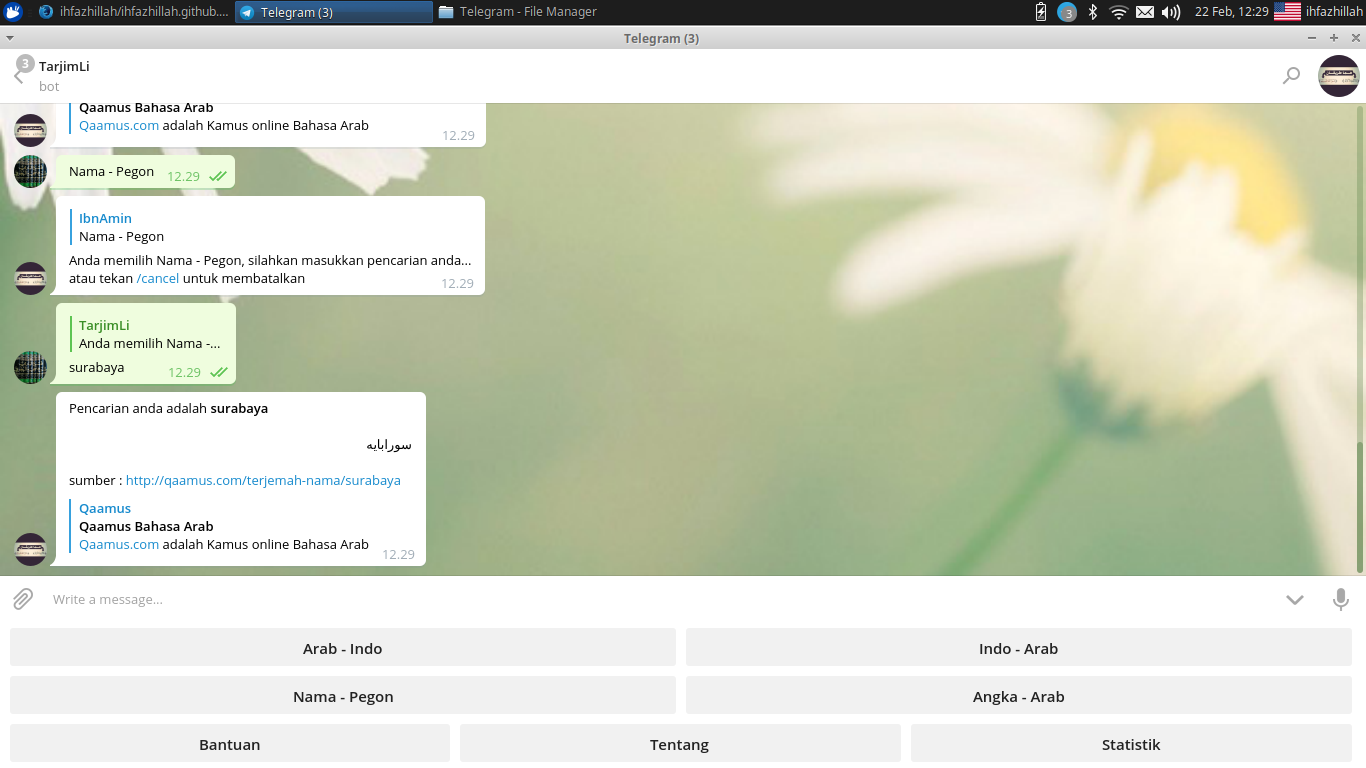 ihfazhillah/ihfazhillah.github....
Telegram (3)
Telegram - File Manager
3
22 Feb, 12:29
ihfazhillah
Telegram (3)
3
TarjimLi
bot
Qaamus Bahasa Arab
Qaamus.com adalah Kamus online Bahasa Arab
12.29
Nama - Pegon
12.29
IbnAmin
Nama - Pegon
Anda memilih Nama - Pegon, silahkan masukkan pencarian anda...
atau tekan /cancel untuk membatalkan
12.29
TarjimLi
Anda memilih Nama -...
surabaya
12.29
Pencarian anda adalah surabaya
سورابايه
sumber : http://qaamus.com/terjemah-nama/surabaya
Qaamus
Qaamus Bahasa Arab
Qaamus.com adalah Kamus online Bahasa Arab
12.29
Write a message...
Arab - Indo
Indo - Arab
Nama - Pegon
Angka - Arab
Bantuan
Tentang
Statistik